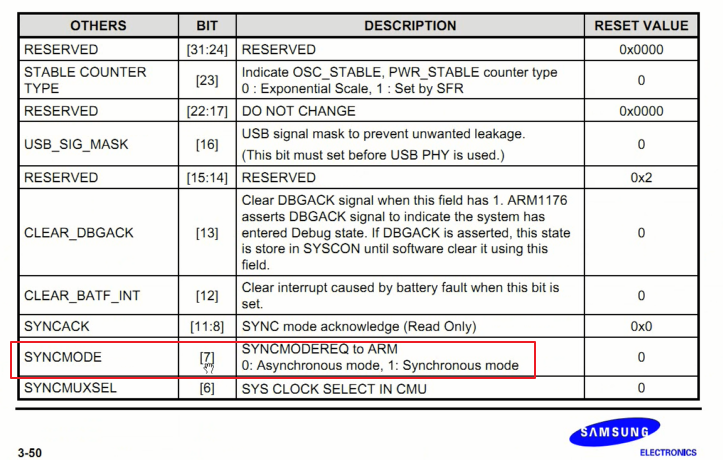 OTHERS BIT DESCRIPTION RESET VALUE
RESERVED [31:24] RESERVED 0x0000
STABLE COUNTER TYPE [23] Indicate OSC_STABLE, PWR_STABLE counter type 0
0 : Exponential Scale, 1 : Set by SFR
RESERVED [22:17] DO NOT CHANGE 0x0000
USB_SIG_MASK [16] USB signal mask to prevent unwanted leakage. 0
(This bit must set before USB PHY is used.)
RESERVED [15:14] RESERVED 0x2
CLEAR_DBGACK [13] Clear DBGACK signal when this field has 1. ARM1176 0
asserts DBGACK signal to indicate the system has
entered Debug state. If DBGACK is asserted, this state
is store in SYSCON until software clear it using this
field.
CLEAR_BATF_INT [12] Clear interrupt caused by battery fault when this bit is 0
set.
SYNCACK [11:8] SYNC mode acknowledge (Read Only) 0x0
SYNCMODE [7] SYNCMODEREQ to ARM 0
0: Asynchronous mode, 1: Synchronous mode
SYNCMUXSEL [6] SYS CLOCK SELECT IN CMU 0
SAMSUNG
3-50 ELECTRONICS